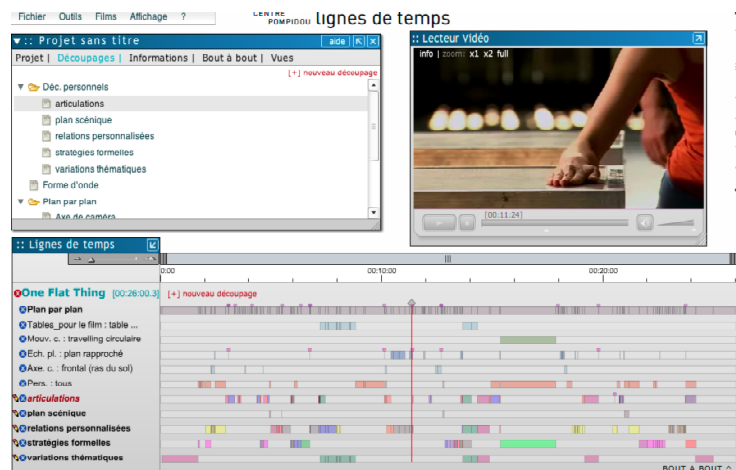 Fichier Outils Films Affichage ?
CENTRE POMPIDOU lignes de temps
▼:: Projet sans titre aide
Projet | Découpages | Informations | Bout à bout | Vues
[+] nouveau découpage
Déc. personnels
articulations
plan scénique
relations personnalisées
stratégies formelles
variations thématiques
Forme d'onde
Plan par plan
Axe de caméra
:: Lecteur Vidéo
info | zoom: x1 x2 full
[00.11.24]
:: Lignes de temps
0:00 00:10:00 00:20:00
One Flat Thing [00:26:00.3] [+] nouveau découpage
Plan par plan
Tables_pour le film : table ...
Mouv. c. : travelling circulaire
Ech. pl. : plan rapproché
Axe. c. : frontal (ras du sol)
Pers. : tous
articulations
plan scénique
relations personnalisées
stratégies formelles
variations thématiques
BOUT A BOUT